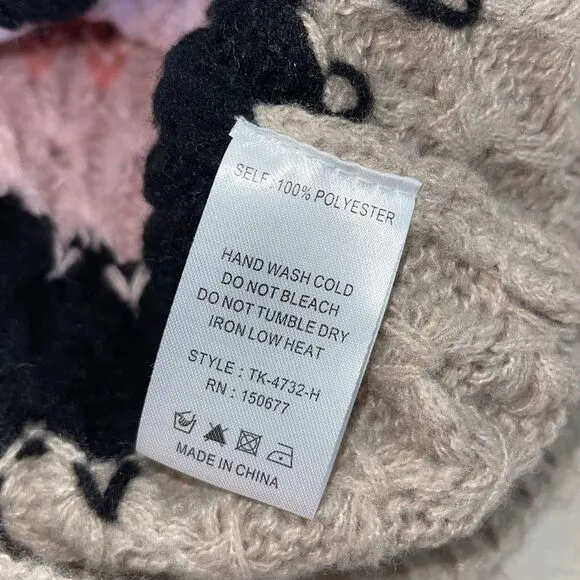 SELF : 100% POLYESTER
HAND WASH COLD
DO NOT BLEACH
DO NOT TUMBLE DRY
IRON LOW HEAT
STYLE : TK-4732-H
RN : 150677
MADE IN CHINA